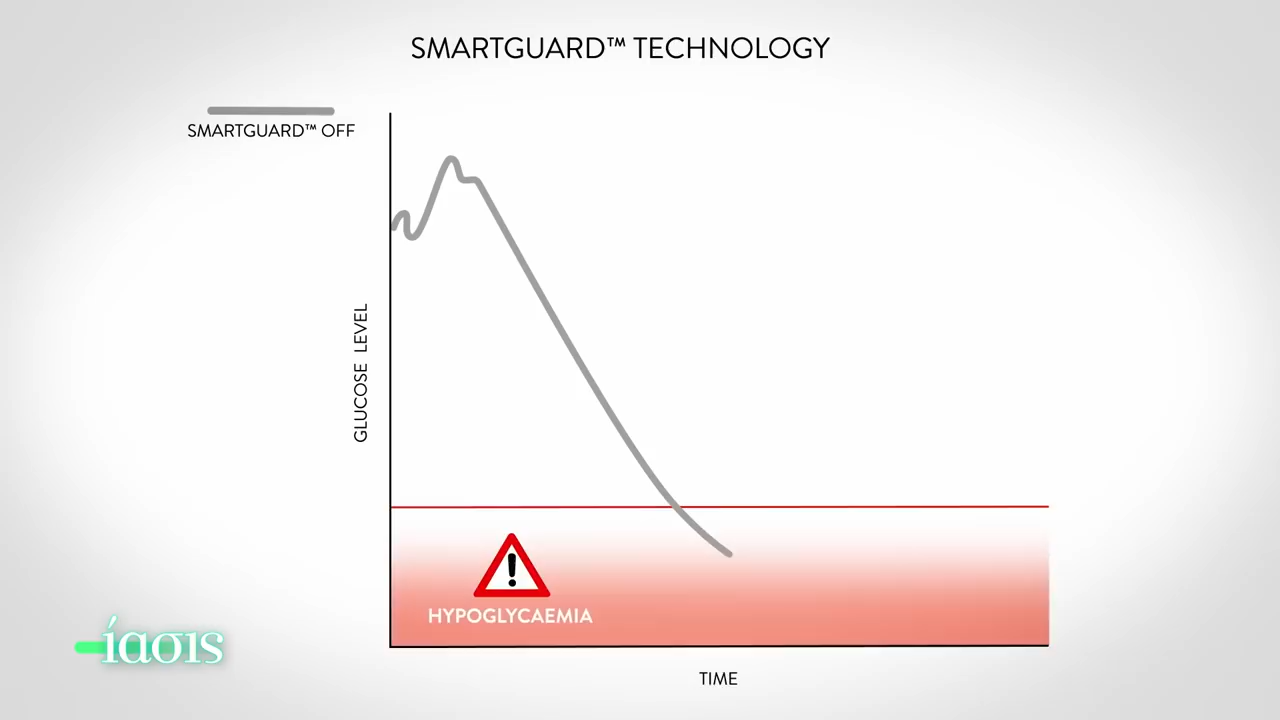 SMARTGUARD™ TECHNOLOGY
SMARTGUARD™ OFF
GLUCOSE LEVEL
HYPOGLYCAEMIA
ίασις
TIME